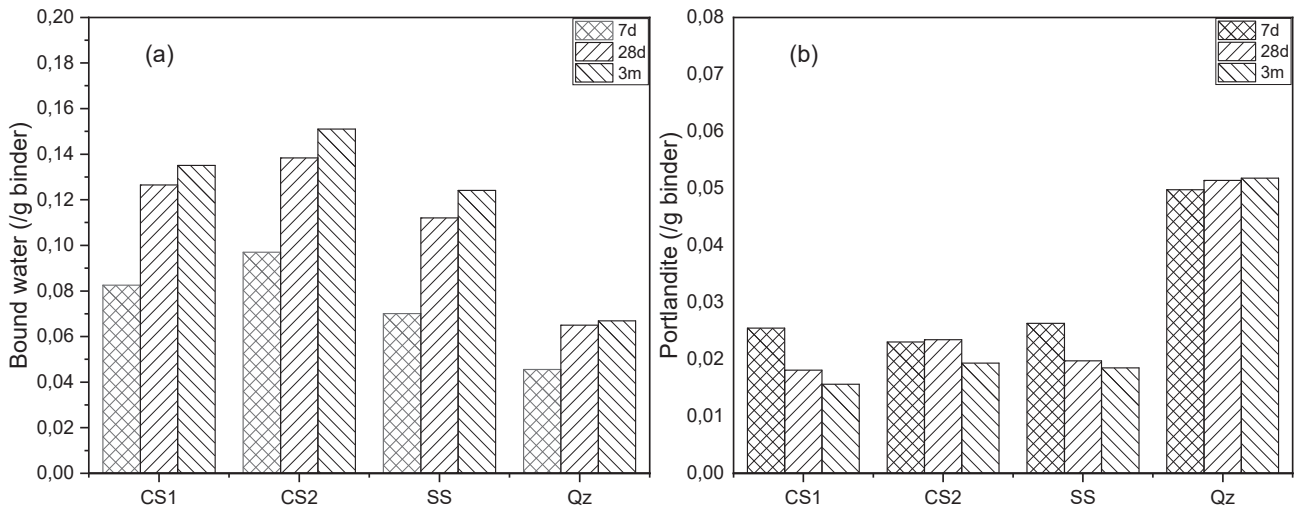 (a)
7d
28d
3m
Bound water (/g binder)
0,20
0,18
0,16
0,14
0,12
0,10
0,08
0,06
0,04
0,02
0,00
CS1 CS2 SS Qz
(b)
7d
28d
3m
Portlandite (/g binder)
0,08
0,07
0,06
0,05
0,04
0,03
0,02
0,01
0,00
CS1 CS2 SS Qz